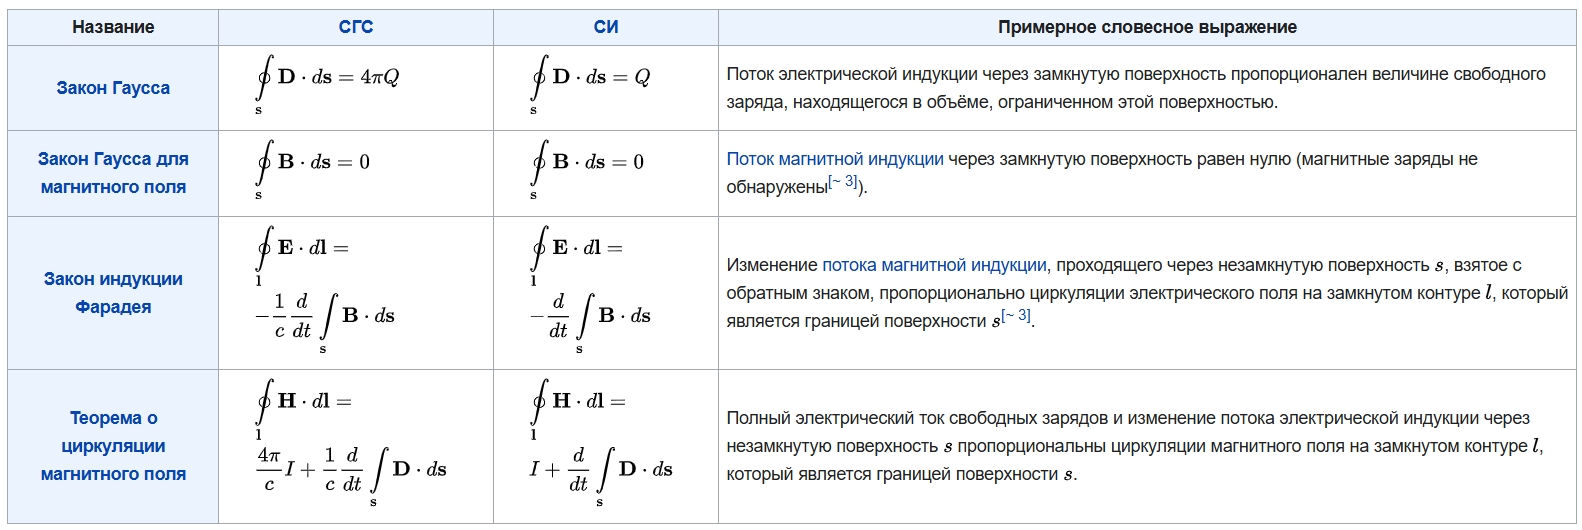 Название СГС СИ Примерное словесное выражение
Закон Гаусса
∮ₛ D · ds = 4πQ
∮ₛ D · ds = Q
Поток электрической индукции через замкнутую поверхность пропорционален величине свободного
заряда, находящегося в объёме, ограниченном этой поверхностью.
Закон Гаусса для
магнитного поля
∮ₛ B · ds = 0
∮ₛ B · ds = 0
Поток магнитной индукции через замкнутую поверхность равен нулю (магнитные заряды не
обнаружены[~ 3]).
Закон индукции
Фарадея
∮ₗ E · dl =
−1/c d/dt ∫ₛ B · ds
∮ₗ E · dl =
−d/dt ∫ₛ B · ds
Изменение потока магнитной индукции, проходящего через незамкнутую поверхность s, взятое с
обратным знаком, пропорционально циркуляции электрического поля на замкнутом контуре l, который
является границей поверхности s[~ 3].
Теорема о
циркуляции
магнитного поля
∮ₗ H · dl =
4π/c I + 1/c d/dt ∫ₛ D · ds
∮ₗ H · dl =
I + d/dt ∫ₛ D · ds
Полный электрический ток свободных зарядов и изменение потока электрической индукции через
незамкнутую поверхность s пропорциональны циркуляции магнитного поля на замкнутом контуре l,
который является границей поверхности s.